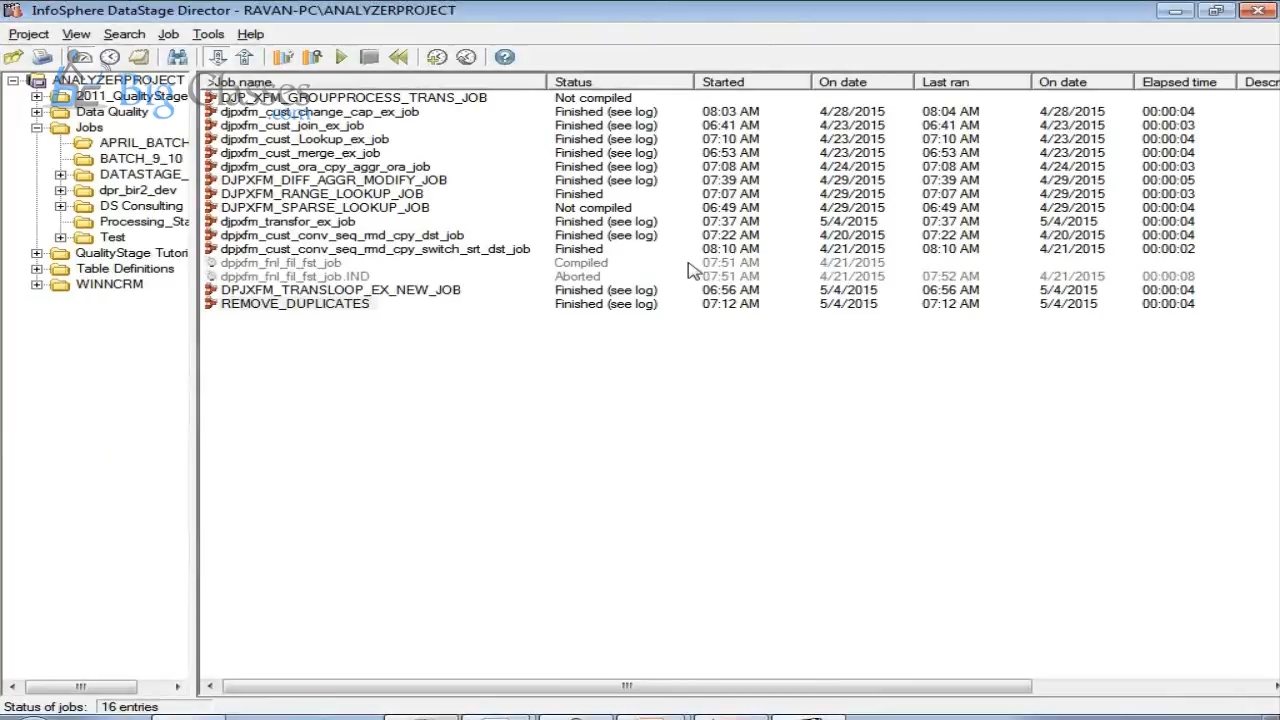 InfoSphere DataStage Director - RAVAN-PC\ANALYZERPROJECT
Project View Search Job Tools Help
ANALYZERPROJECT
2011_QualityStage
Data Quality
Jobs
APRIL_BATCH
BATCH_9_10
DATASTAGE_
dpr_bir2_dev
DS Consulting
Processing_Sta
Test
QualityStage Tutori
Table Definitions
WINNCRM
Big Classes
.com
Job name Status Started On date Last ran On date Elapsed time Descr
DJP_XFM_GROUPPROCESS_TRANS_JOB Not compiled
djpxfm_cust_change_cap_ex_job Finished (see log) 08:03 AM 4/28/2015 08:04 AM 4/28/2015 00:00:04
djpxfm_cust_join_ex_job Finished (see log) 06:41 AM 4/23/2015 06:41 AM 4/23/2015 00:00:03
djpxfm_cust_Lookup_ex_job Finished (see log) 07:10 AM 4/23/2015 07:10 AM 4/23/2015 00:00:04
djpxfm_cust_merge_ex_job Finished (see log) 06:53 AM 4/23/2015 06:53 AM 4/23/2015 00:00:04
djpxfm_cust_ora_cpy_aggr_ora_job Finished (see log) 07:08 AM 4/24/2015 07:08 AM 4/24/2015 00:00:03
DJPXFM_DIFF_AGGR_MODIFY_JOB Finished (see log) 07:39 AM 4/29/2015 07:39 AM 4/29/2015 00:00:05
DJPXFM_RANGE_LOOKUP_JOB Finished 07:07 AM 4/29/2015 07:07 AM 4/29/2015 00:00:03
DJPXFM_SPARSE_LOOKUP_JOB Not compiled 06:49 AM 4/29/2015 06:49 AM 4/29/2015 00:00:04
djpxfm_transfor_ex_job Finished (see log) 07:37 AM 5/4/2015 07:37 AM 5/4/2015 00:00:04
dpjxfm_cust_conv_seq_rmd_cpy_dst_job Finished (see log) 07:22 AM 4/20/2015 07:22 AM 4/20/2015 00:00:04
dpjxfm_cust_conv_seq_rmd_cpy_switch_srt_dst_job Finished 08:10 AM 4/21/2015 08:10 AM 4/21/2015 00:00:02
dpjxfm_fnl_fil_fst_job Compiled 07:51 AM 4/21/2015
dpjxfm_fnl_fil_fst_job.IND Aborted 07:51 AM 4/21/2015 07:52 AM 4/21/2015 00:00:08
DPJXFM_TRANSLOOP_EX_NEW_JOB Finished (see log) 06:56 AM 5/4/2015 06:56 AM 5/4/2015 00:00:04
REMOVE_DUPLICATES Finished (see log) 07:12 AM 5/4/2015 07:12 AM 5/4/2015 00:00:04
Status of jobs: 16 entries